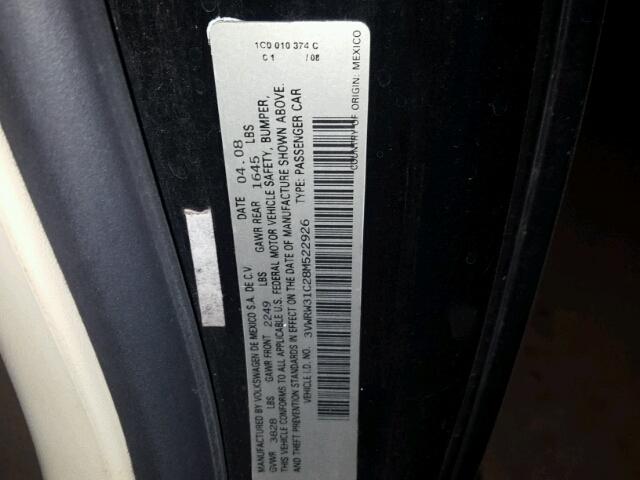 MANUFACTURED BY VOLKSWAGEN DE MEXICO S.A. DE C.V. DATE 04.08
GVWR 3828 LBS GAWR FRONT 2249 LBS GAWR REAR 1645 LBS
THIS VEHICLE CONFORMS TO ALL APPLICABLE U.S. FEDERAL MOTOR VEHICLE SAFETY, BUMPER,
AND THEFT PREVENTION STANDARDS IN EFFECT ON THE DATE OF MANUFACTURE SHOWN ABOVE.
VEHICLE I.D. NO. 3VWRW31C28M522926 TYPE: PASSENGER CAR
COUNTRY OF ORIGIN: MEXICO
1C0 010 374 C
C 1 /08